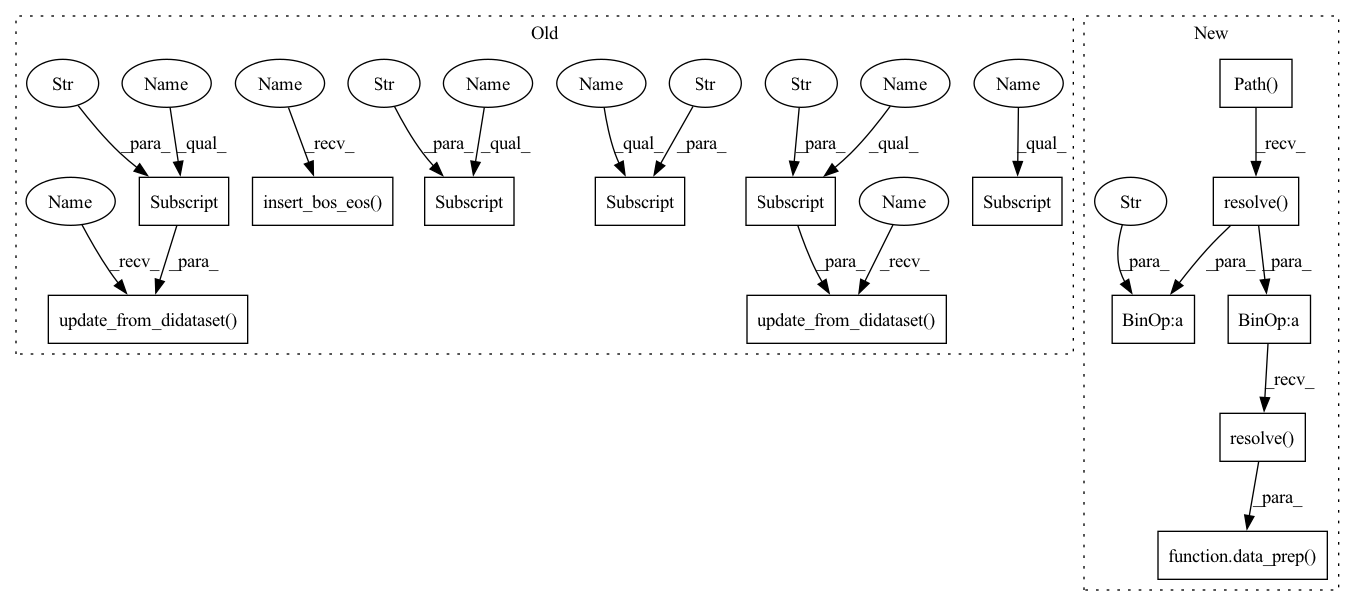 Old
New
Str
Name
Name
Str
Name
Name
Str
Str
Name
Name
Path()
_para_
_qual_
_recv_
_para_
_qual_
_qual_
_para_
_para_
_qual_
_qual_
_recv_
Name
Subscript
insert_bos_eos()
Subscript
Subscript
Subscript
Name
Subscript
Str
resolve()
_recv_
_para_
_para_
_recv_
_para_
_para_
_para_
update_from_didataset()
update_from_didataset()
BinOp:a
BinOp:a
_recv_
resolve()
_para_
function.data_prep()